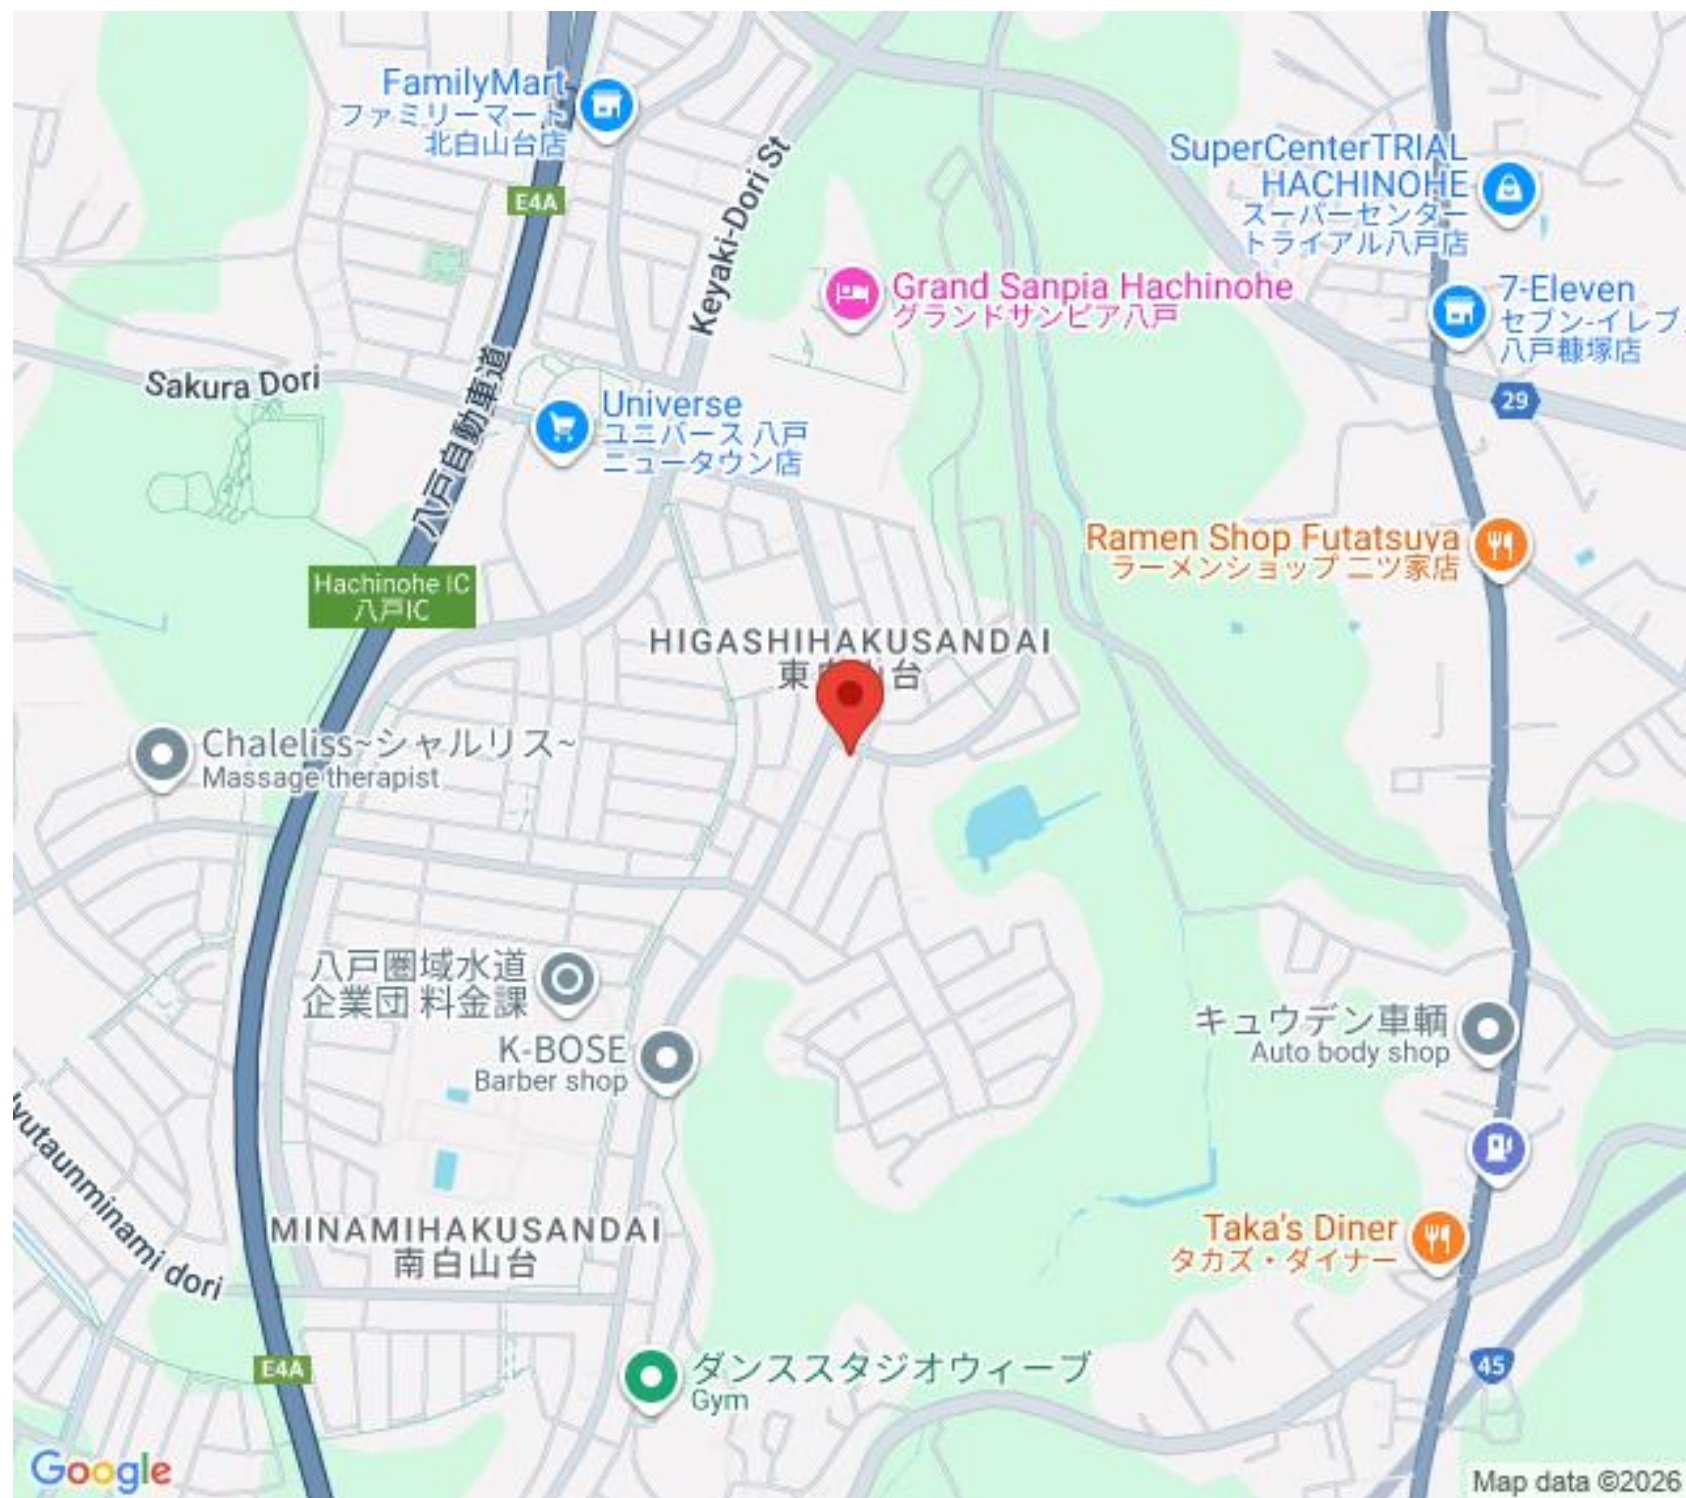 FamilyMart
ファミリーマート
北白山台店
E4A
Keyaki-Dori St
SuperCenterTRIAL
HACHINOHE
スーパーセンター
トライアル八戸店
Grand Sanpia Hachinohe
グランドサンピア八戸
7-Eleven
セブン-イレブ
八戸糠塚店
29
Sakura Dori
八戸自動車道
Universe
ユニバース 八戸
ニュータウン店
Ramen Shop Futatsuya
ラーメンショップ 二ツ家店
Hachinohe IC
八戸IC
HIGASHIHAKUSANDAI
東白山台
Chaleliss~シャルリス~
Massage therapist
八戸圏域水道
企業団 料金課
K-BOSE
Barber shop
キュウデン車輌
Auto body shop
yutaunminami dori
MINAMIHAKUSANDAI
南白山台
Taka's Diner
タカズ・ダイナー
E4A
ダンススタジオウィーブ
Gym
45
Google
Map data ©2026